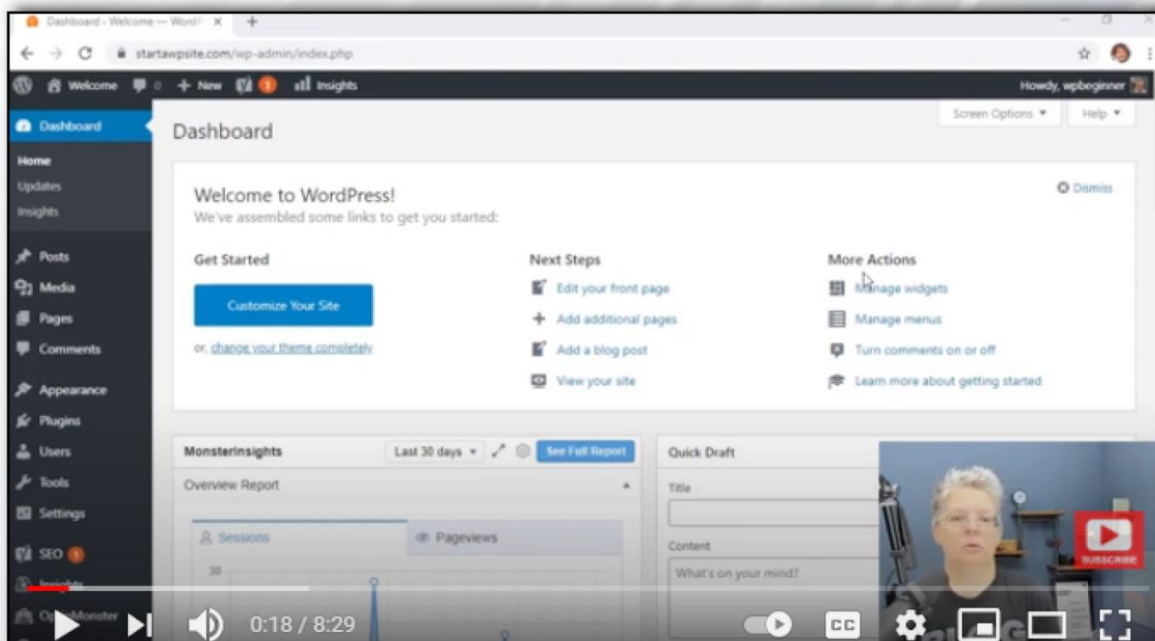 Dashboard ‹ Welcome — WordP
startawpsite.com/wp-admin/index.php
Welcome 0 + New 1 Insights
Howdy, wpbeginner
Dashboard
Home
Updates
Insights
Posts
Media
Pages
Comments
Appearance
Plugins
Users
Tools
Settings
SEO 1
Insights
OptinMonster
Screen Options
Help
Dashboard
Welcome to WordPress!
We've assembled some links to get you started:
Dismiss
Get Started
Customize Your Site
or, change your theme completely
Next Steps
Edit your front page
Add additional pages
Add a blog post
View your site
More Actions
Manage widgets
Manage menus
Turn comments on or off
Learn more about getting started
MonsterInsights
Last 30 days
See Full Report
Overview Report
Sessions
Pageviews
30
Quick Draft
Title
Content
What's on your mind?
SUBSCRIBE
0:18 / 8:29
CC